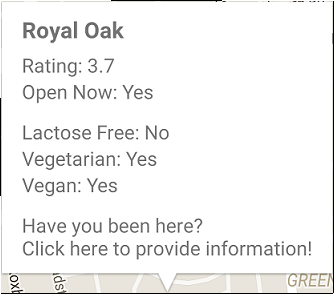 Royal Oak
Rating: 3.7
Open Now: Yes
Lactose Free: No
Vegetarian: Yes
Vegan: Yes
Have you been here?
Click here to provide information!
GREEN